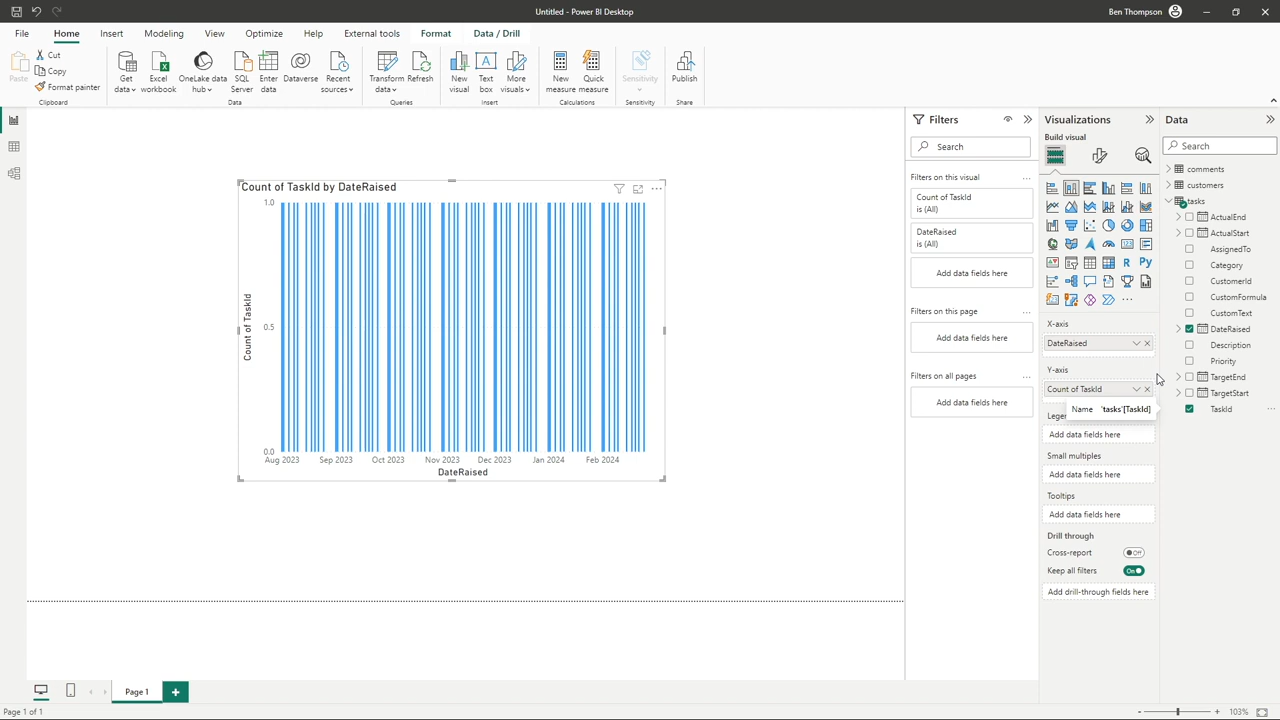 Untitled - Power BI Desktop
Ben Thompson
File Home Insert Modeling View Optimize Help External tools Format Data / Drill
Paste
Cut
Copy
Format painter
Clipboard
Get data
Excel workbook
OneLake data hub
SQL Server
Enter data
Dataverse
Recent sources
Data
Transform data
Refresh
Queries
New visual
Text box
More visuals
Insert
New measure
Quick measure
Calculations
Sensitivity
Sensitivity
Publish
Share
Count of TaskId by DateRaised
1.0
0.5
0.0
Count of TaskId
Aug 2023 Sep 2023 Oct 2023 Nov 2023 Dec 2023 Jan 2024 Feb 2024
DateRaised
Filters
Search
Filters on this visual
Count of TaskId
is (All)
DateRaised
is (All)
Add data fields here
Filters on this page
Add data fields here
Filters on all pages
Add data fields here
Visualizations
Build visual
R
Py
X-axis
DateRaised
Y-axis
Count of TaskId
Name 'tasks'[TaskId]
Add data fields here
Small multiples
Add data fields here
Tooltips
Add data fields here
Drill through
Cross-report Off
Keep all filters On
Add drill-through fields here
Data
Search
comments
customers
tasks
ActualEnd
ActualStart
AssignedTo
Category
CustomerId
CustomFormula
CustomText
DateRaised
Description
Priority
TargetEnd
TargetStart
TaskId
Page 1
Page 1 of 1
103%